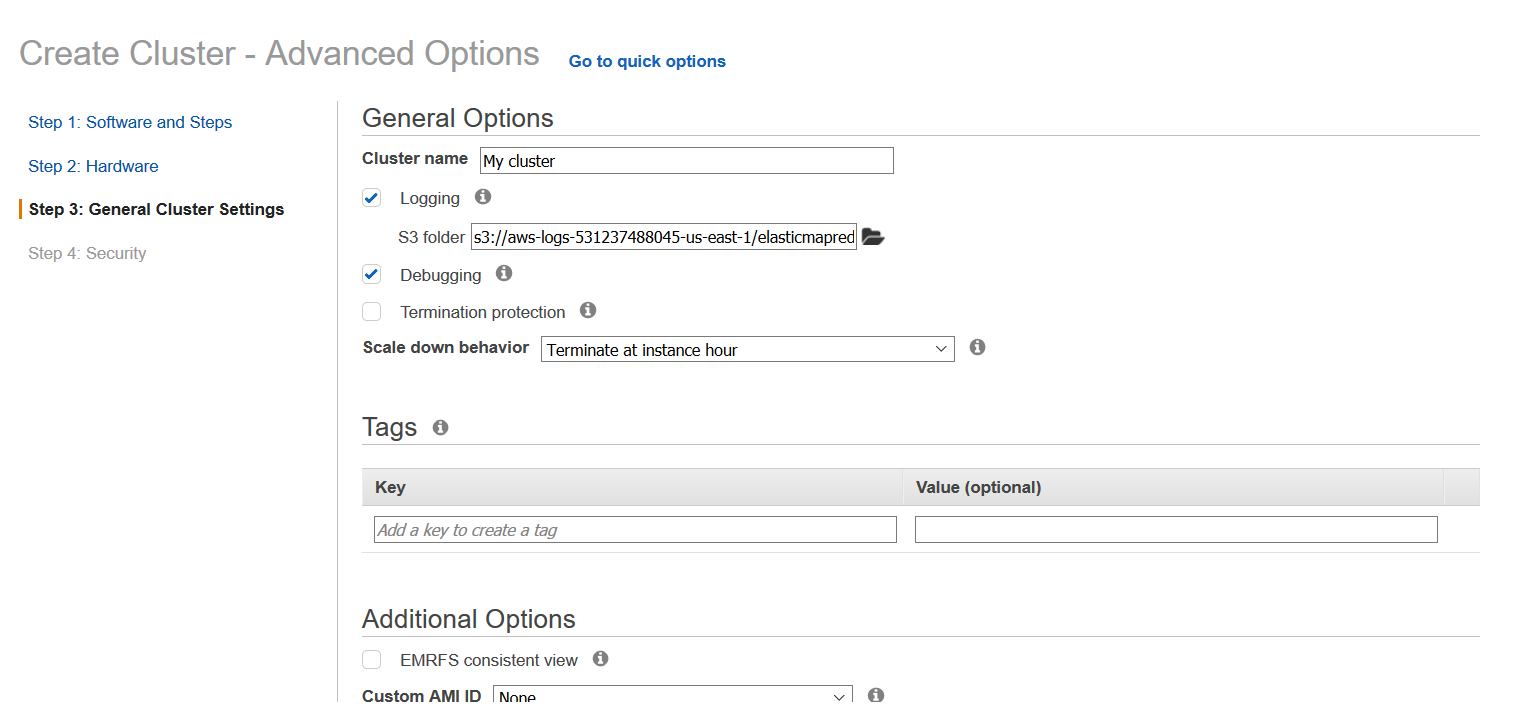 Create Cluster - Advanced Options Go to quick options
Step 1: Software and Steps
Step 2: Hardware
Step 3: General Cluster Settings
Step 4: Security
General Options
Cluster name My cluster
Logging
S3 folder s3://aws-logs-531237488045-us-east-1/elasticmapred
Debugging
Termination protection
Scale down behavior Terminate at instance hour
Tags
Key Value (optional)
Add a key to create a tag
Additional Options
EMRFS consistent view
Custom AMI ID None